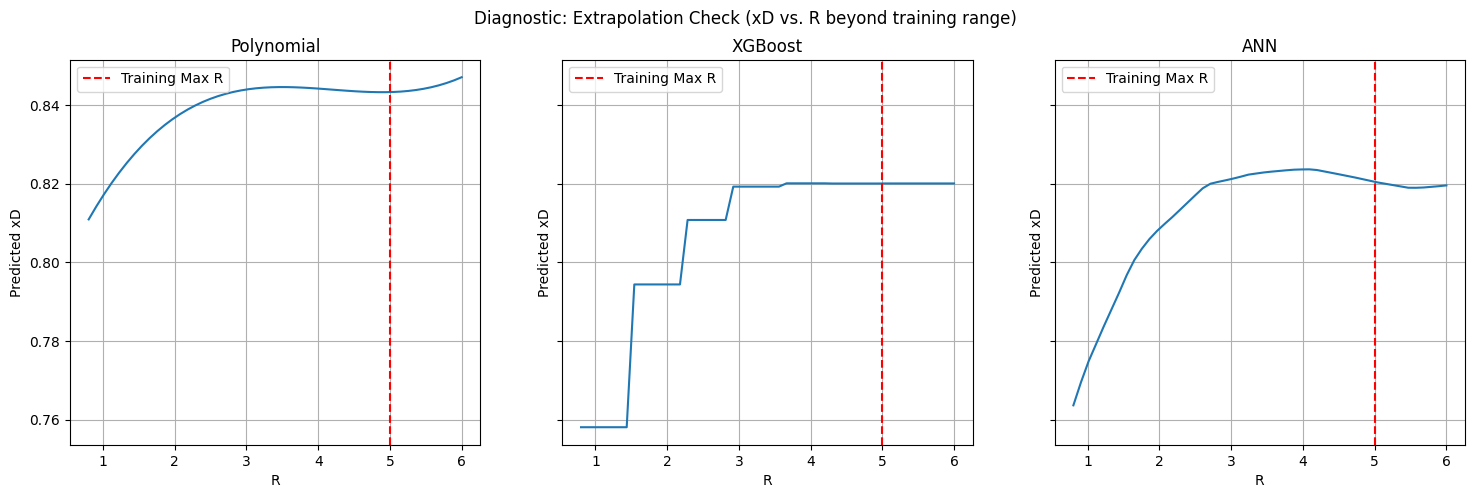 Diagnostic: Extrapolation Check (xD vs. R beyond training range)
Polynomial
Training Max R
Predicted xD
0.84
0.82
0.80
0.78
0.76
1 2 3 4 5 6
R
XGBoost
Training Max R
Predicted xD
1 2 3 4 5 6
R
ANN
Training Max R
Predicted xD
1 2 3 4 5 6
R